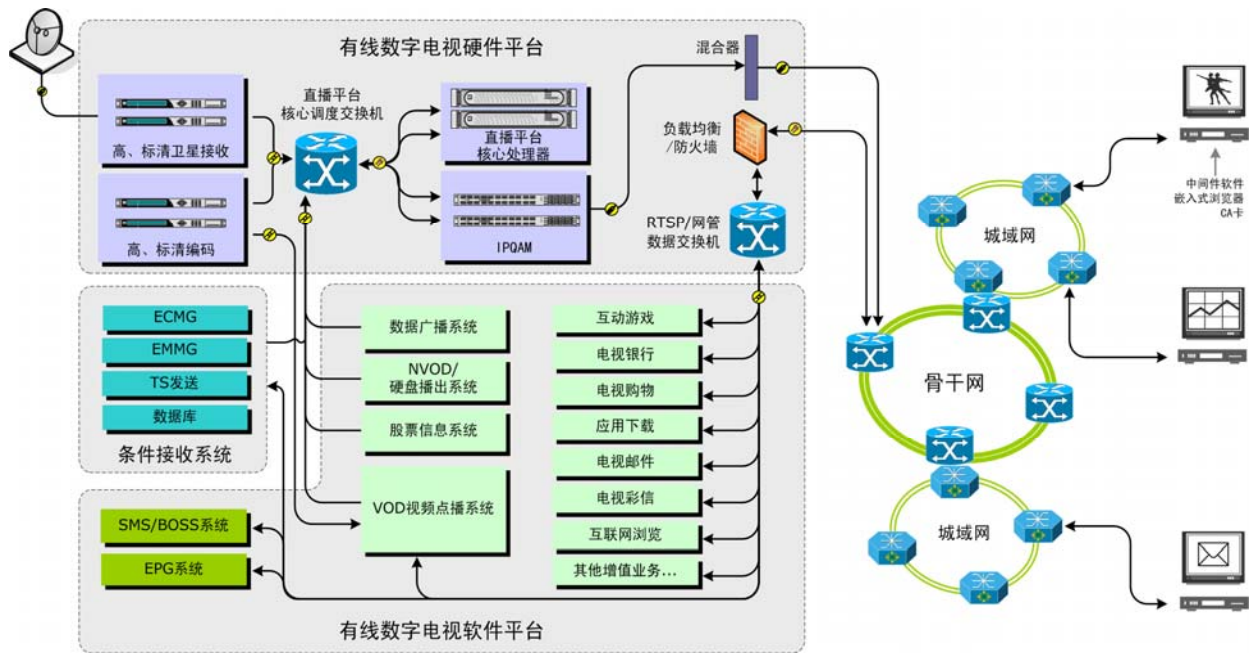 有线数字电视硬件平台
混合器
直播平台
核心调度交换机
高、标清卫星接收
直播平台
核心处理器
负载均衡
/防火墙
高、标清编码
IPQAM
RTSP/网管
数据交换机
中间件软件
嵌入式浏览器
CA卡
城域网
ECMG
EMMG
TS发送
数据库
条件接收系统
数据广播系统
NVOD/
硬盘播出系统
股票信息系统
VOD视频点播系统
互动游戏
电视银行
电视购物
应用下载
电视邮件
电视彩信
互联网浏览
其他增值业务...
骨干网
城域网
SMS/BOSS系统
EPG系统
有线数字电视软件平台